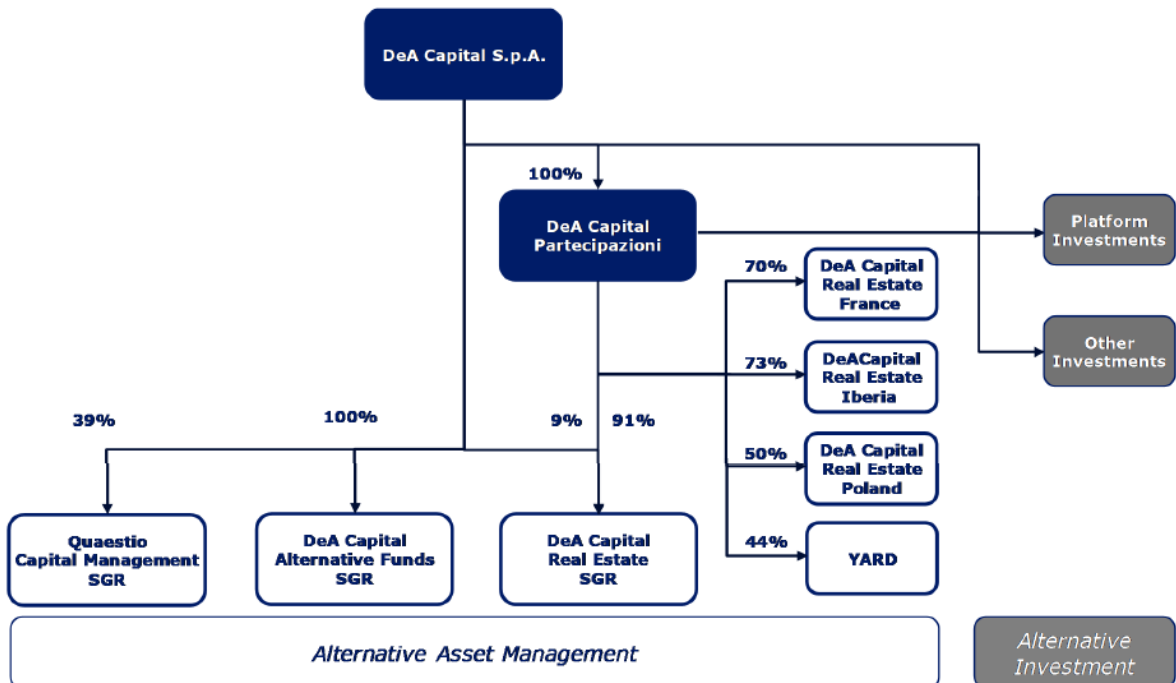 DeA Capital S.p.A.
100%
DeA Capital
Partecipazioni
Platform
Investments
70%
DeA Capital
Real Estate
France
Other
Investments
73%
DeACapital
Real Estate
Iberia
39%
100%
9%
91%
50%
DeA Capital
Real Estate
Poland
Quaestio
Capital Management
SGR
DeA Capital
Alternative Funds
SGR
DeA Capital
Real Estate
SGR
44%
YARD
Alternative Asset Management
Alternative
Investment